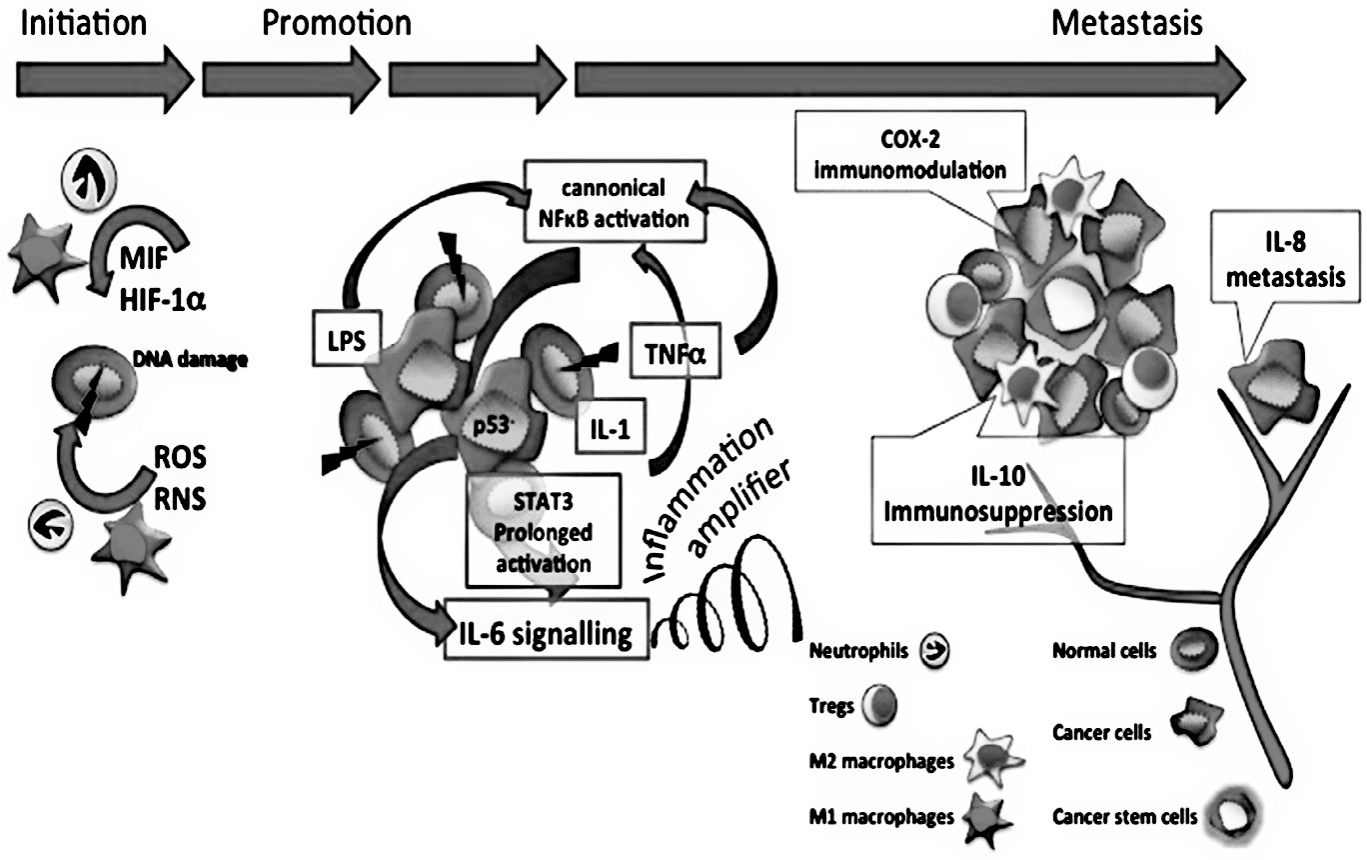 Initiation
Promotion
Metastasis
MIF
HIF-1α
DNA damage
ROS
RNS
cannonical
NFκB activation
LPS
TNFα
IL-1
p53-
STAT3
Prolonged
activation
IL-6 signalling
Inflammation
amplifier
COX-2
immunomodulation
IL-8
metastasis
IL-10
Immunosuppression
Neutrophils
Tregs
M2 macrophages
M1 macrophages
Normal cells
Cancer cells
Cancer stem cells